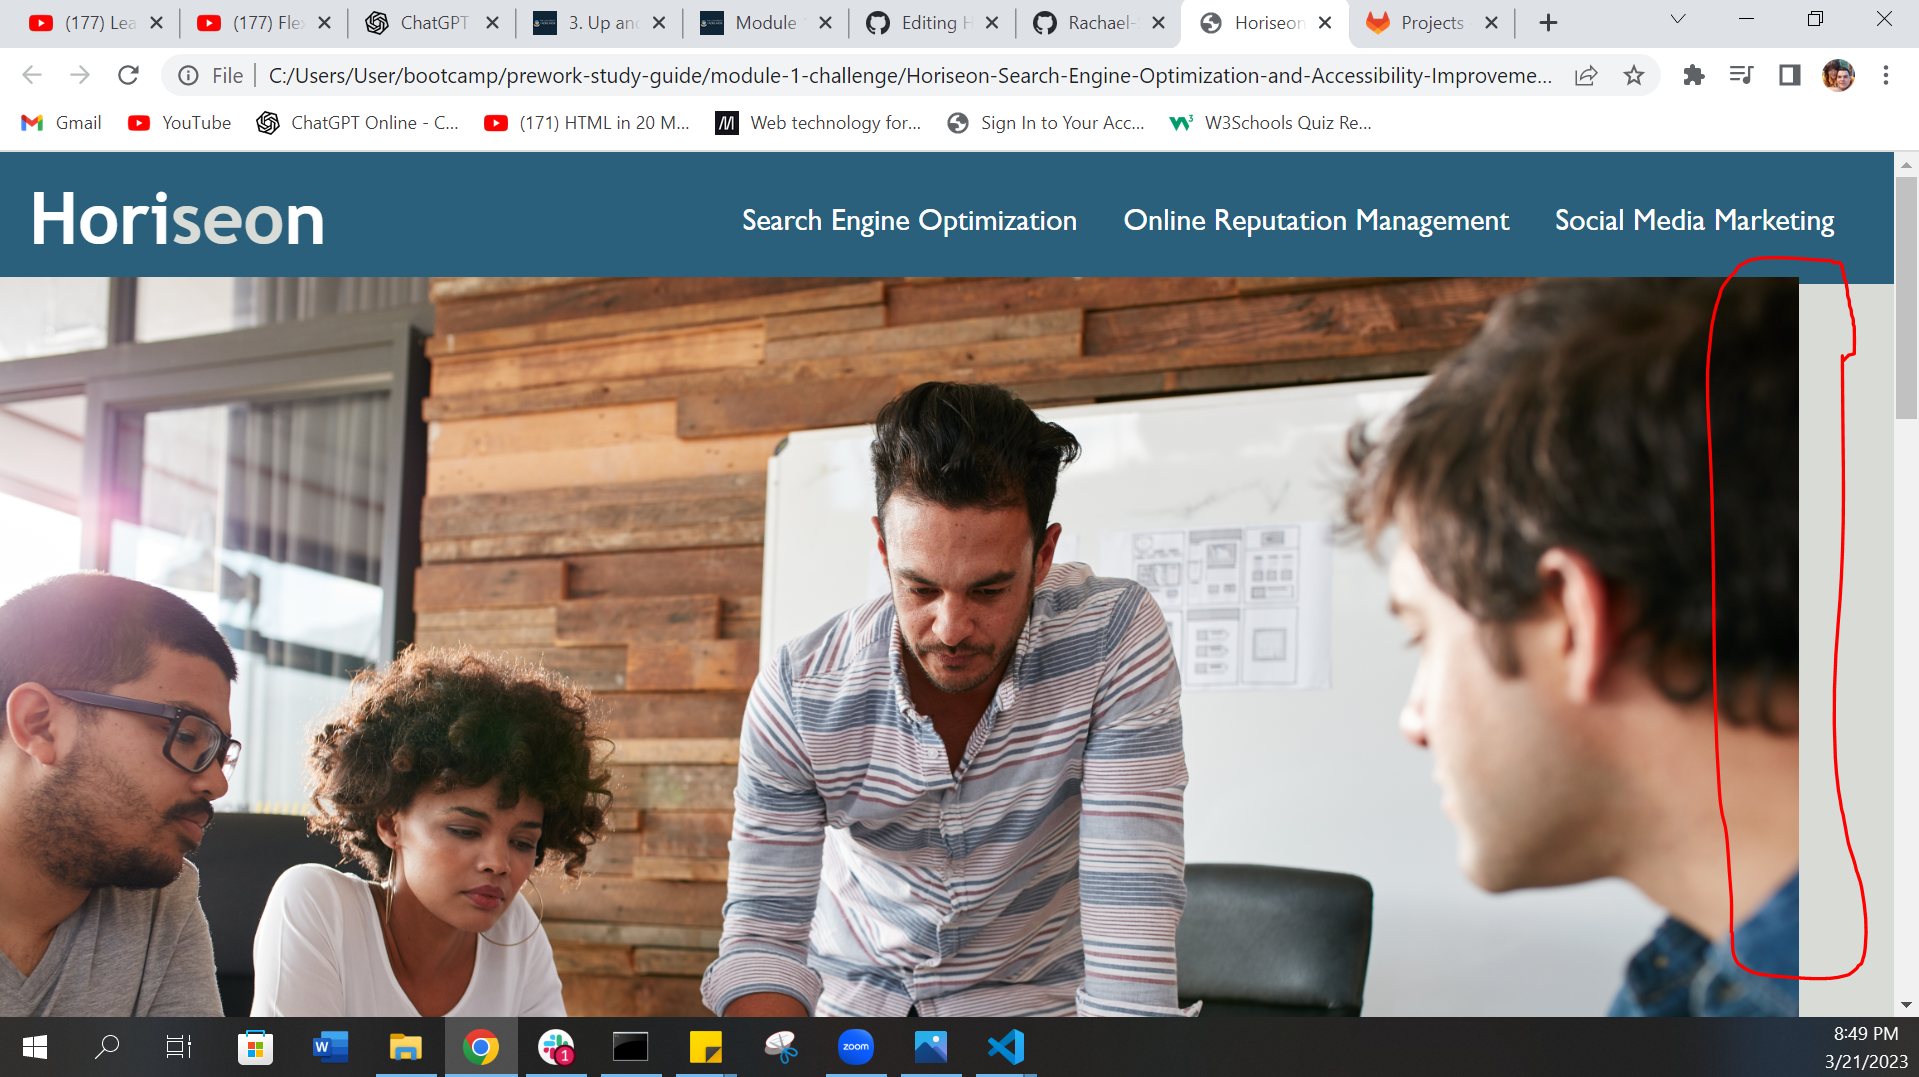 (177) Lea
(177) Fle
ChatGPT
3. Up an
Module
Editing H
Rachael-
Horiseon
Projects
File
C:/Users/User/bootcamp/prework-study-guide/module-1-challenge/Horiseon-Search-Engine-Optimization-and-Accessibility-Improveme...
Gmail
YouTube
ChatGPT Online - C...
(171) HTML in 20 M...
Web technology for...
Sign In to Your Acc...
W3Schools Quiz Re...
Horiseon
Search Engine Optimization
Online Reputation Management
Social Media Marketing
zoom
1
8:49 PM
3/21/2023